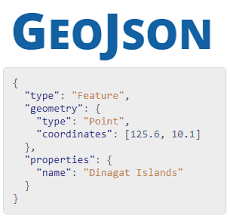 GEOJSON
{
  "type": "Feature",
  "geometry": {
    "type": "Point",
    "coordinates": [125.6, 10.1]
  },
  "properties": {
    "name": "Dinagat Islands"
  }
}